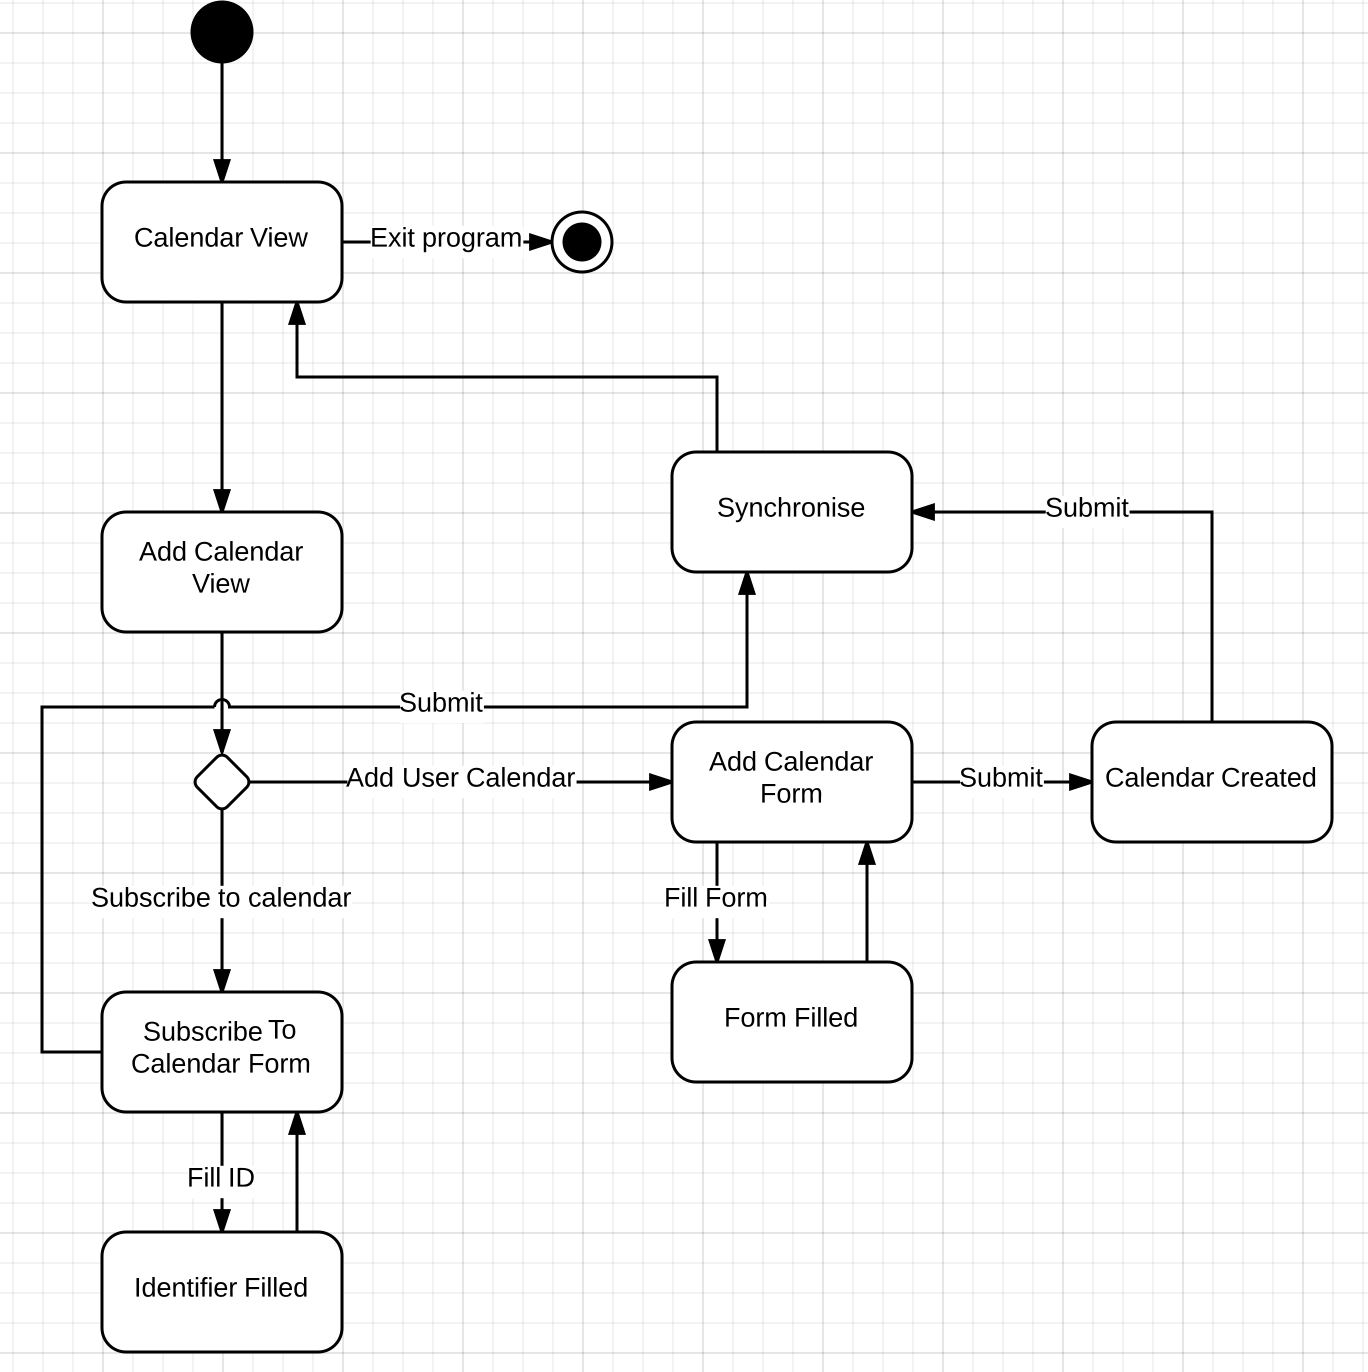 Calendar View
Exit program
Synchronise
Submit
Add Calendar
View
Submit
Add User Calendar
Add Calendar
Form
Submit
Calendar Created
Subscribe to calendar
Fill Form
Subscribe To
Calendar Form
Form Filled
Fill ID
Identifier Filled